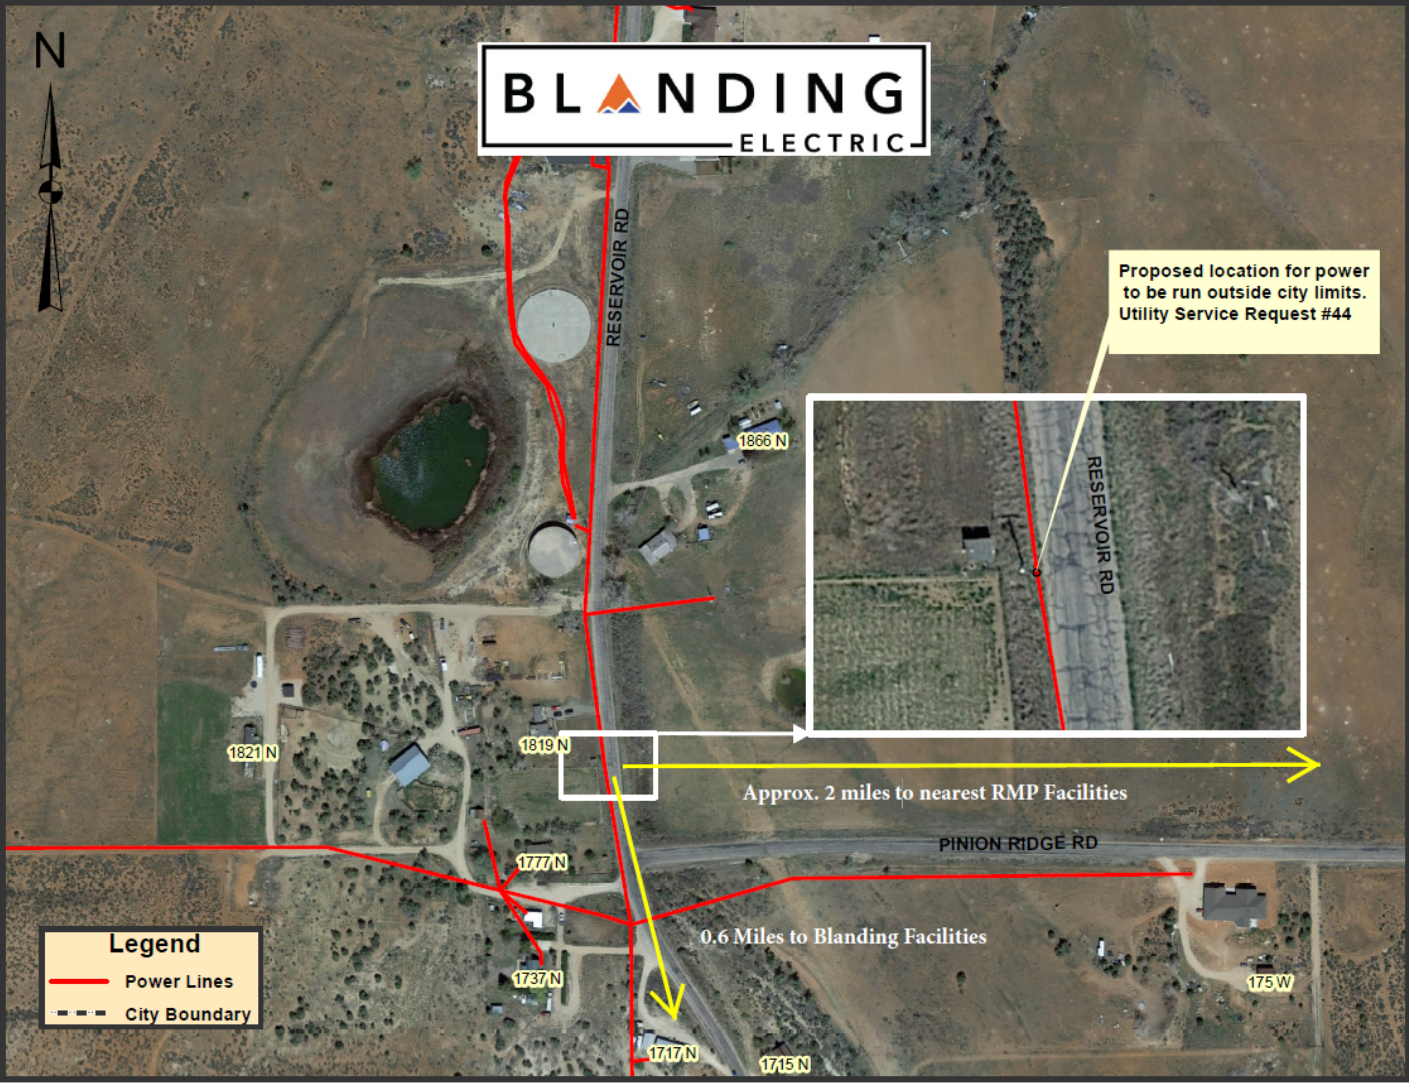 N
BLANDING
ELECTRIC
RESERVOIR RD
Proposed location for power
to be run outside city limits.
Utility Service Request #44
1866 N
RESERVOIR RD
1821 N
1819 N
Approx. 2 miles to nearest RMP Facilities
PINION RIDGE RD
1777 N
0.6 Miles to Blanding Facilities
Legend
Power Lines
City Boundary
1737 N
175 W
1717 N
1715 N